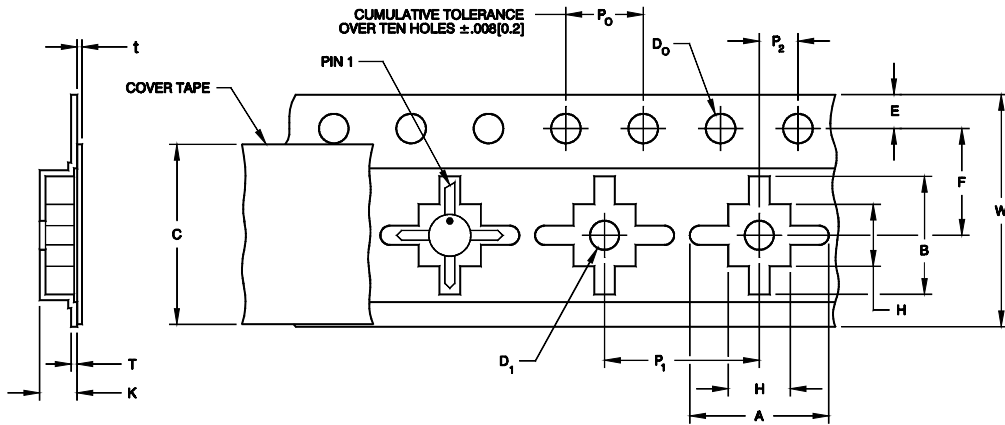 CUMULATIVE TOLERANCE
OVER TEN HOLES ±.008[0.2]
P0
D0
P2
t
PIN 1
COVER TAPE
E
F
W
C
B
H
D1
P1
H
A
T
K